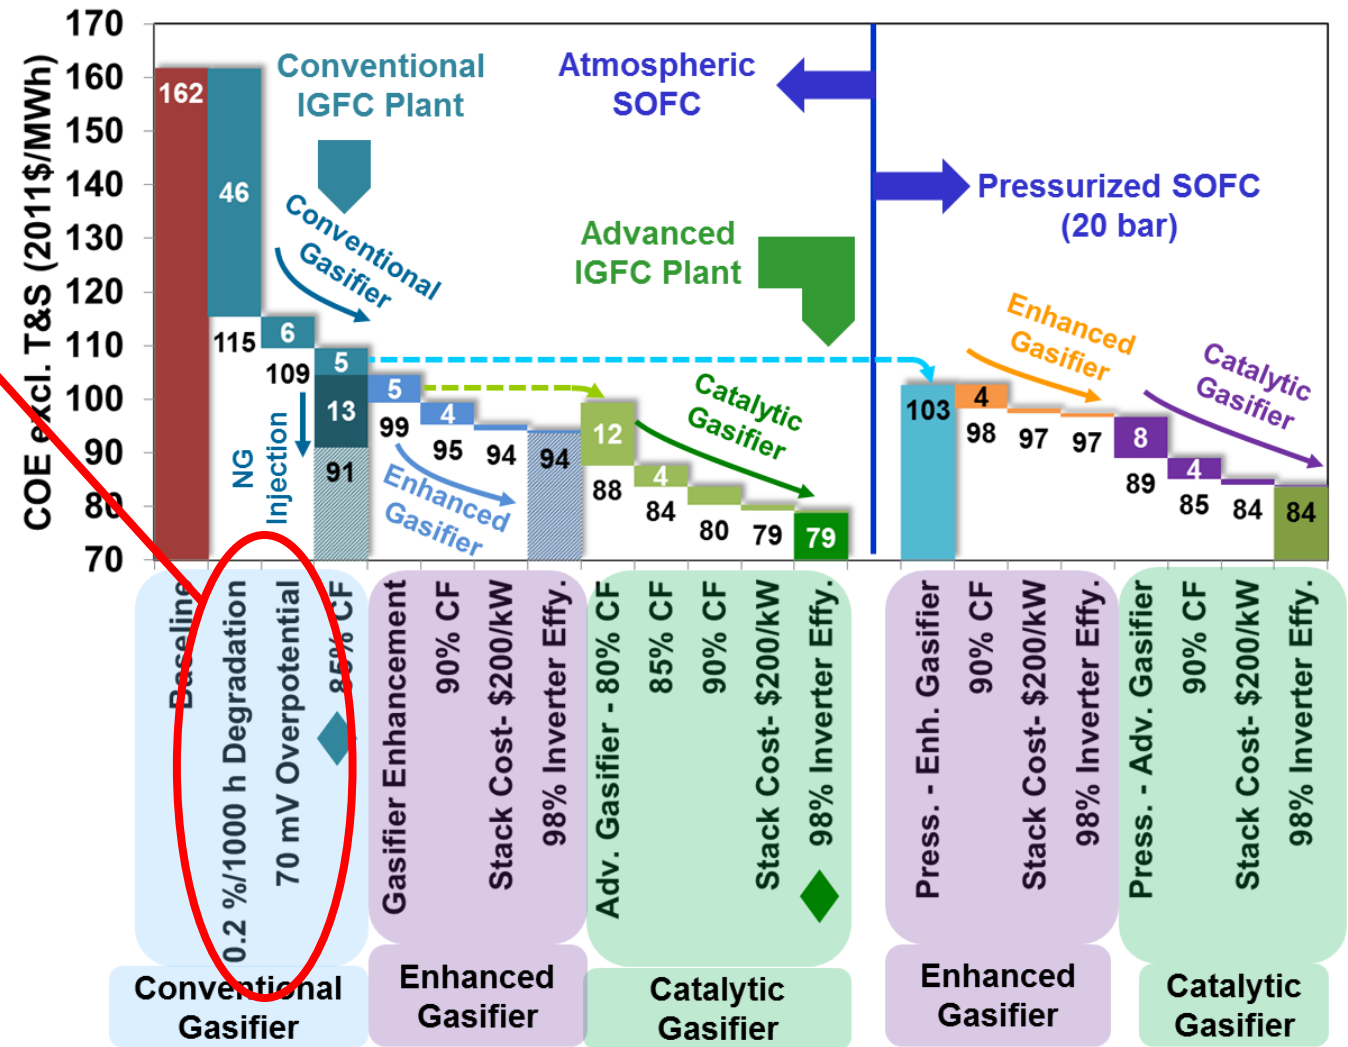 COE excl. T&S (2011$/MWh)
170
160
150
140
130
120
110
100
90
80
70
162
46
115
6
109
5
13
91
NG
Injection
Conventional
IGFC Plant
Conventional
Gasifier
5
99
4
95
94
94
Enhanced
Gasifier
Atmospheric
SOFC
Advanced
IGFC Plant
12
88
4
84
80
79
79
Catalytic
Gasifier
Pressurized SOFC
(20 bar)
103
4
98
97
97
Enhanced
Gasifier
8
89
4
85
84
84
Catalytic
Gasifier
Baseline
0.2 %/1000 h Degradation
70 mV Overpotential
85% CF
Gasifier Enhancement
90% CF
Stack Cost- $200/kW
98% Inverter Effy.
Adv. Gasifier - 80% CF
85% CF
90% CF
Stack Cost- $200/kW
98% Inverter Effy.
Press. - Enh. Gasifier
90% CF
Stack Cost- $200/kW
98% Inverter Effy.
Press. - Adv. Gasifier
90% CF
Stack Cost- $200/kW
98% Inverter Effy.
Conventional
Gasifier
Enhanced
Gasifier
Catalytic
Gasifier
Enhanced
Gasifier
Catalytic
Gasifier